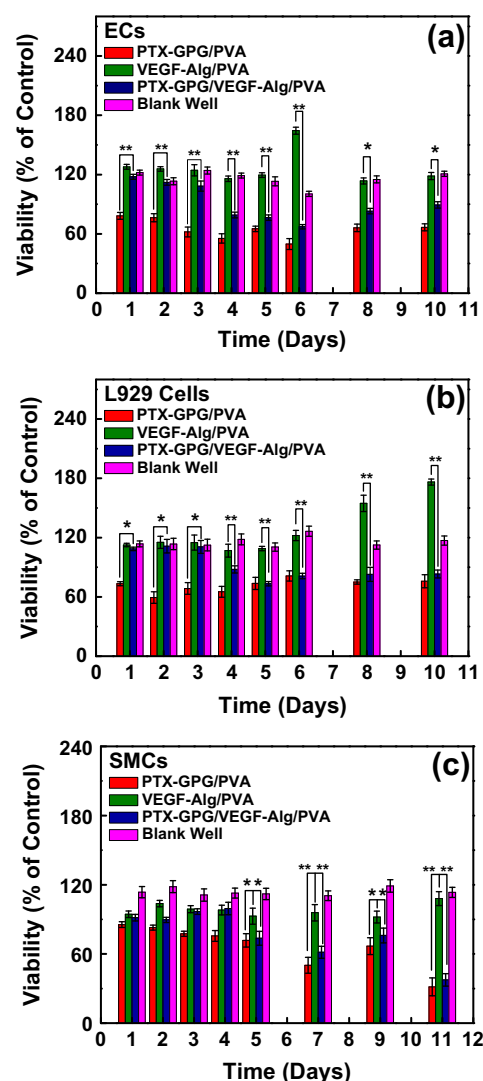 ECs (a)
PTX-GPG/PVA
VEGF-Alg/PVA
PTX-GPG/VEGF-Alg/PVA
Blank Well
Viability (% of Control)
240
180
120
60
0
** ** ** ** ** ** * *
0 1 2 3 4 5 6 7 8 9 10 11
Time (Days)
L929 Cells (b)
PTX-GPG/PVA
VEGF-Alg/PVA
PTX-GPG/VEGF-Alg/PVA
Blank Well
Viability (% of Control)
240
180
120
60
0
* * * ** ** ** ** **
0 1 2 3 4 5 6 7 8 9 10 11
Time (Days)
SMCs (c)
PTX-GPG/PVA
VEGF-Alg/PVA
PTX-GPG/VEGF-Alg/PVA
Blank Well
Viability (% of Control)
240
180
120
60
0
* * ** ** * * ** **
0 1 2 3 4 5 6 7 8 9 10 11 12
Time (Days)